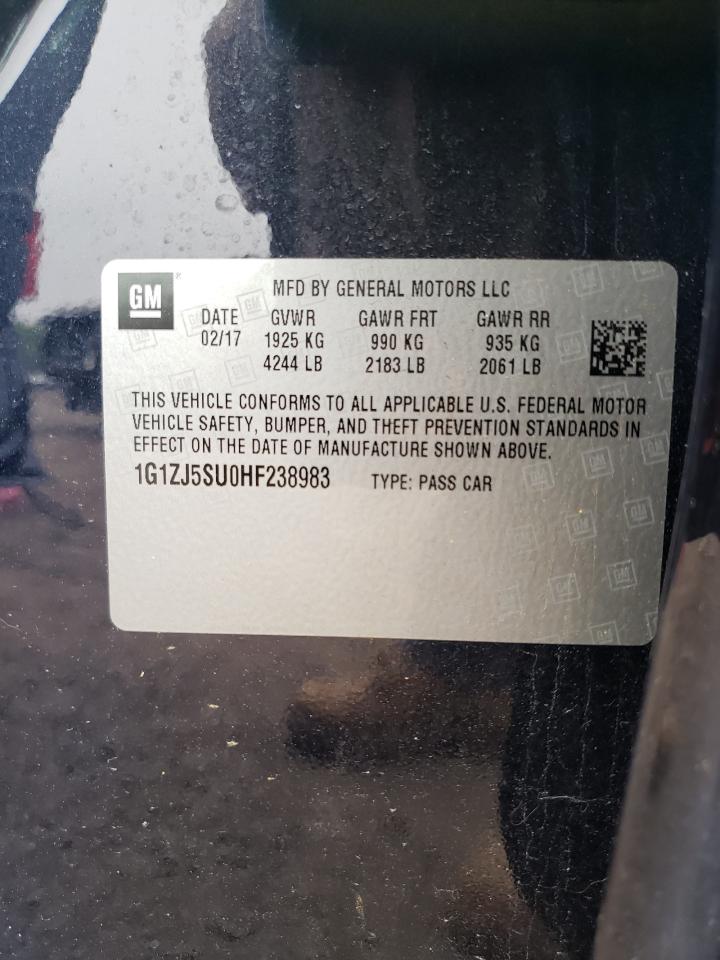 GM
MFD BY GENERAL MOTORS LLC
DATE GVWR GAWR FRT GAWR RR
02/17 1925 KG 990 KG 935 KG
4244 LB 2183 LB 2061 LB
THIS VEHICLE CONFORMS TO ALL APPLICABLE U.S. FEDERAL MOTOR
VEHICLE SAFETY, BUMPER, AND THEFT PREVENTION STANDARDS IN
EFFECT ON THE DATE OF MANUFACTURE SHOWN ABOVE.
1G1ZJ5SU0HF238983 TYPE: PASS CAR